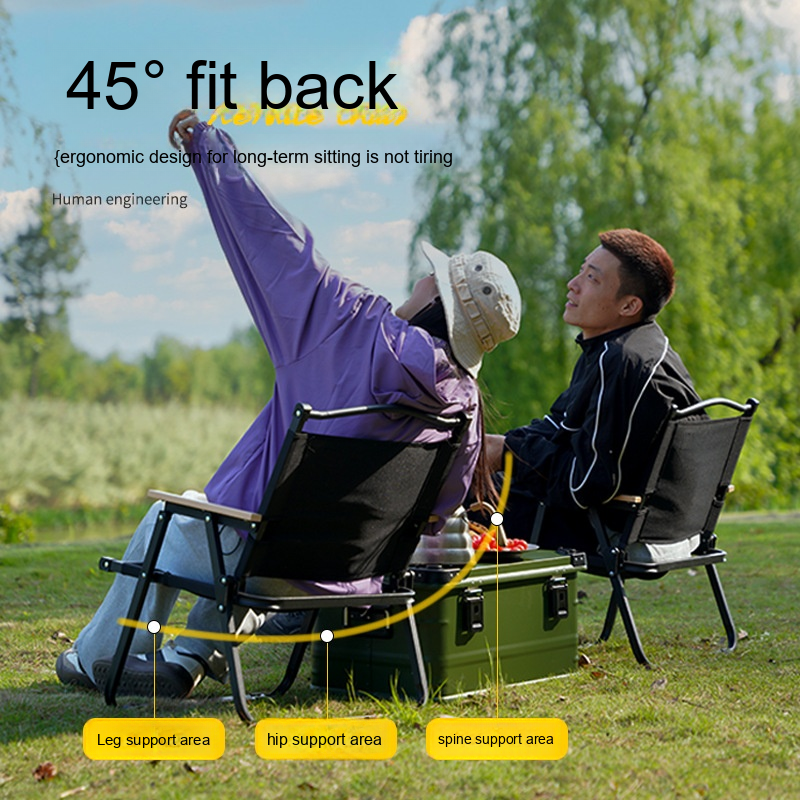 45° fit back
{ergonomic design for long-term sitting is not tiring
Human engineering
Leg support area
hip support area
spine support area